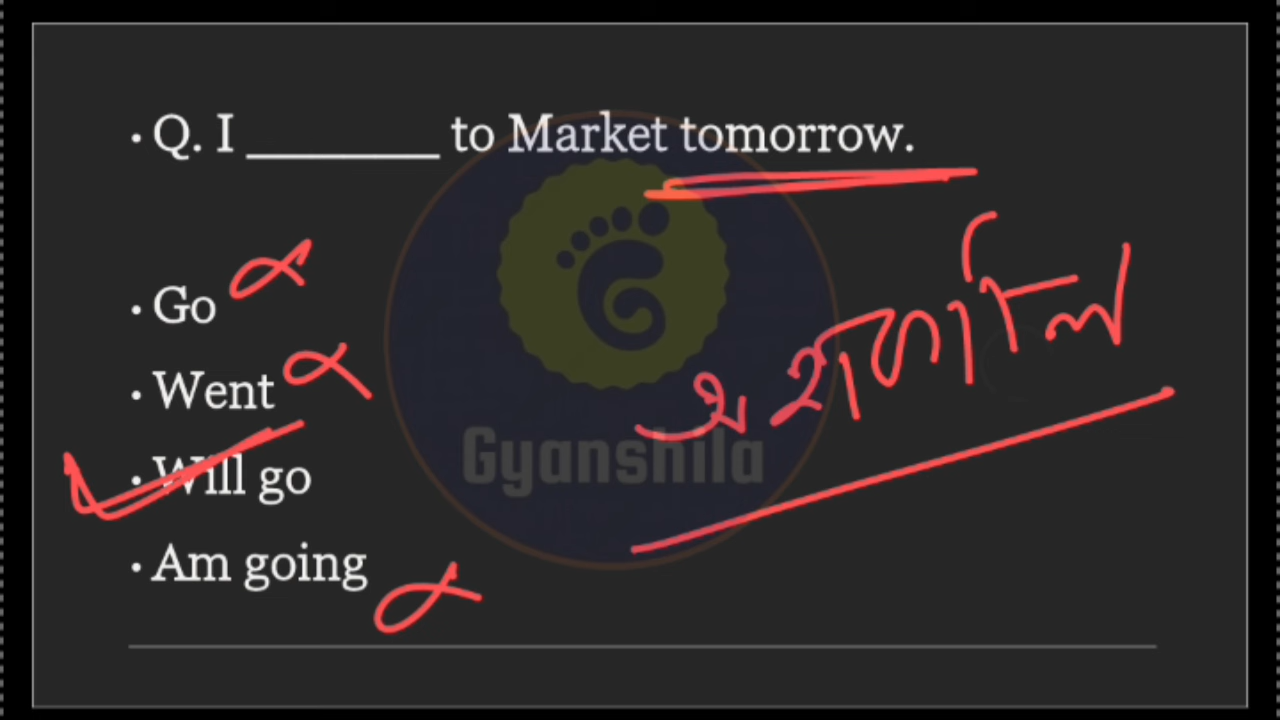 • Q. I ________ to Market tomorrow.
• Go
• Went
• Will go
• Am going
Gyanshila